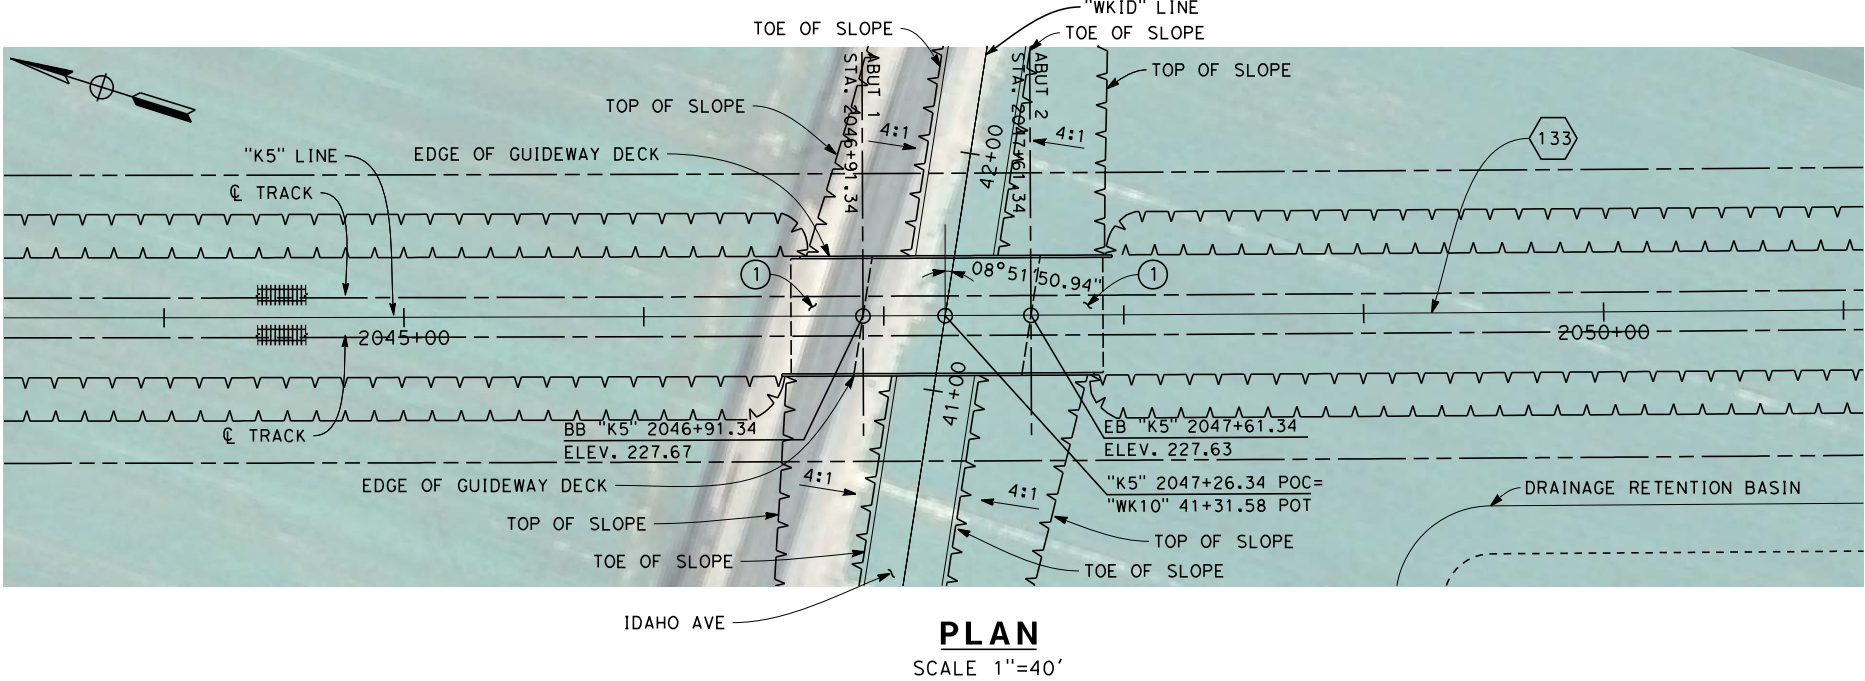 "WKID" LINE
TOE OF SLOPE
TOE OF SLOPE
TOP OF SLOPE
ABUT 1
STA. 2046+91.34
ABUT 2
STA. 2047+61.34
TOP OF SLOPE
4:1
4:1
42+00
133
"K5" LINE
EDGE OF GUIDEWAY DECK
℄ TRACK
1
08°51'50.94"
1
2045+00
2050+00
41+00
℄ TRACK
BB "K5" 2046+91.34
ELEV. 227.67
EB "K5" 2047+61.34
ELEV. 227.63
EDGE OF GUIDEWAY DECK
4:1
4:1
"K5" 2047+26.34 POC=
"WK10" 41+31.58 POT
DRAINAGE RETENTION BASIN
TOP OF SLOPE
TOP OF SLOPE
TOE OF SLOPE
TOE OF SLOPE
IDAHO AVE
PLAN
SCALE 1"=40'